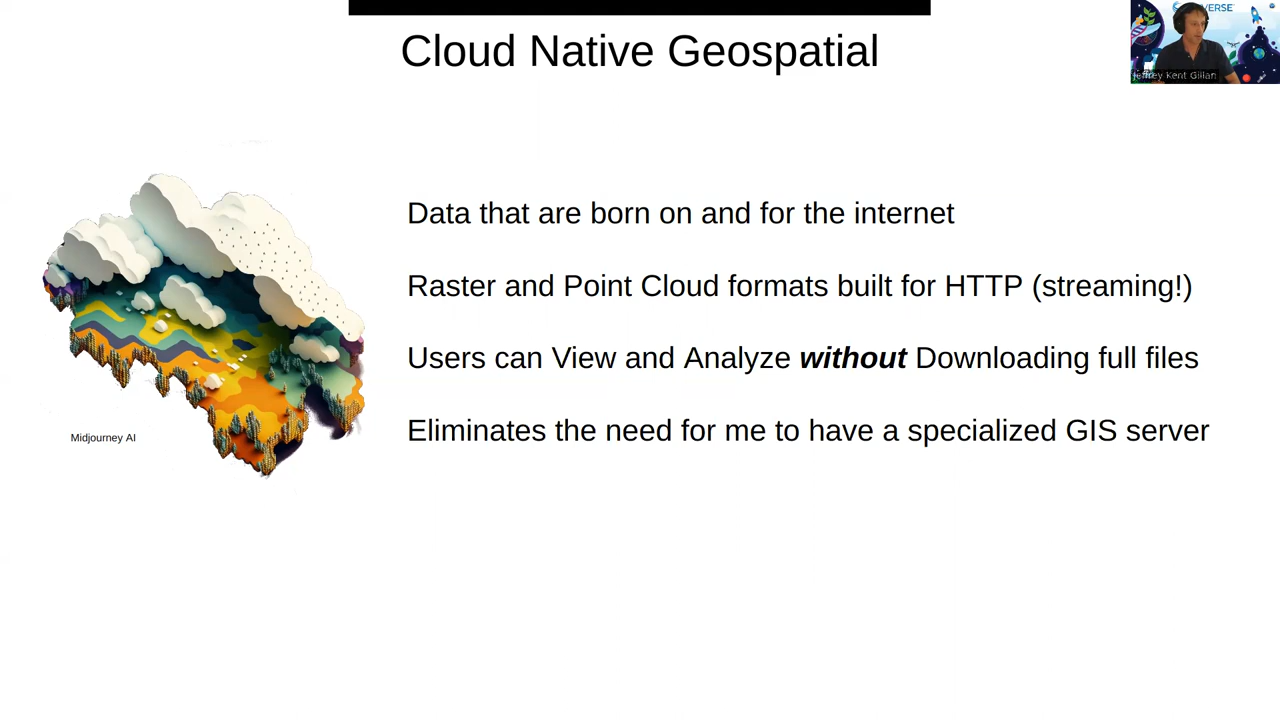 Cloud Native Geospatial
Jeffrey Kent Gillan
Data that are born on and for the internet
Raster and Point Cloud formats built for HTTP (streaming!)
Users can View and Analyze without Downloading full files
Eliminates the need for me to have a specialized GIS server
Midjourney AI